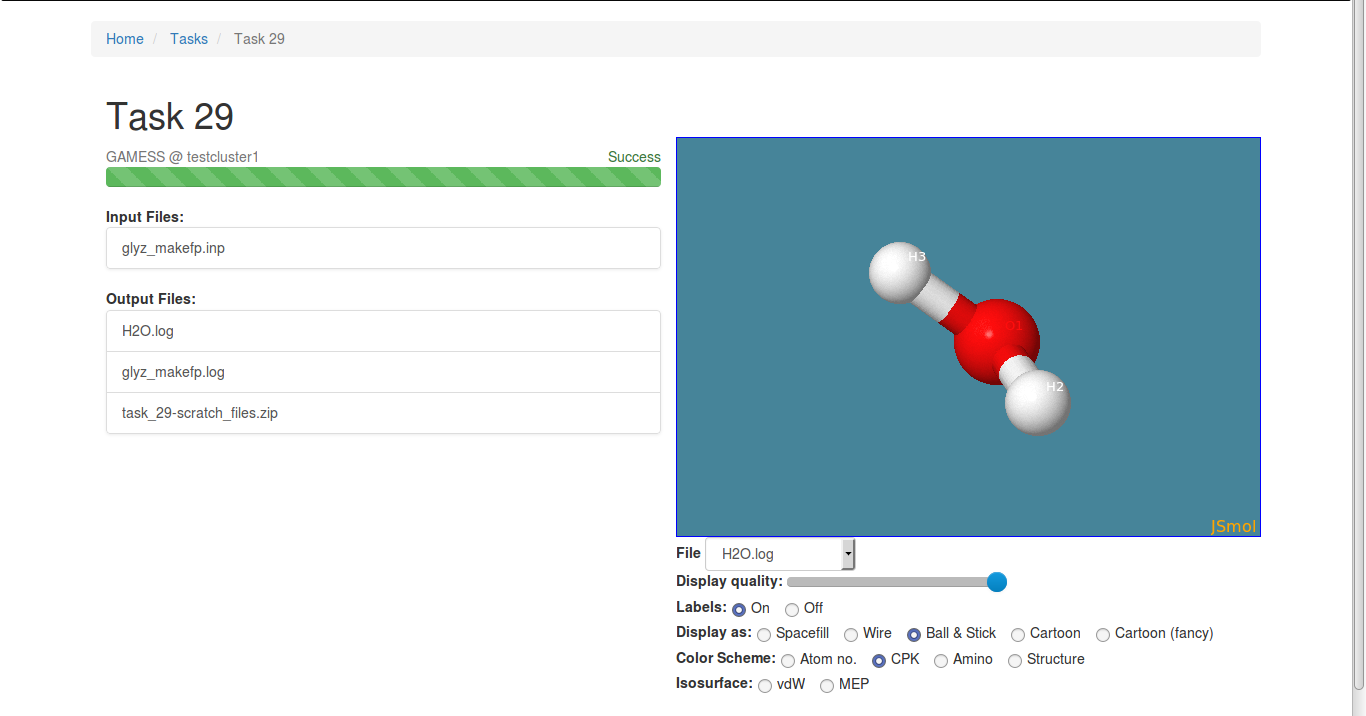 Home / Tasks / Task 29
Task 29
GAMESS @ testcluster1 Success
Input Files:
glyz_makefp.inp
Output Files:
H2O.log
glyz_makefp.log
task_29-scratch_files.zip
H3
O1
H2
JSmol
File H2O.log
Display quality:
Labels: On Off
Display as: Spacefill Wire Ball & Stick Cartoon Cartoon (fancy)
Color Scheme: Atom no. CPK Amino Structure
Isosurface: vdW MEP